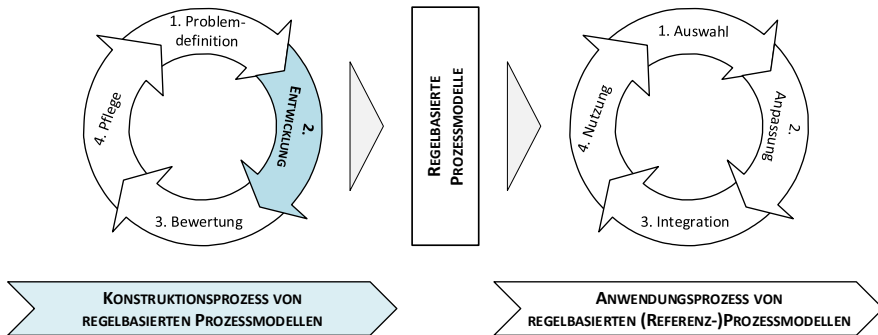 1. Problem-
definition
2.
ENTWICKLUNG
3. Bewertung
4. Pflege
REGELBASIERTE
PROZESSMODELLE
1. Auswahl
2.
Anpassung
3. Integration
4. Nutzung
KONSTRUKTIONSPROZESS VON
REGELBASIERTEN PROZESSMODELLEN
ANWENDUNGSPROZESS VON
REGELBASIERTEN (REFERENZ-)PROZESSMODELLEN